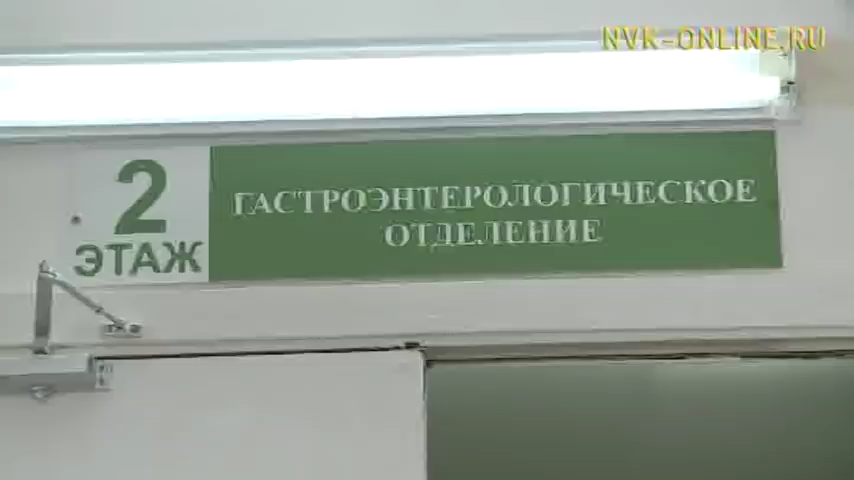 NVK-ONLINE.RU
2
ЭТАЖ
ГАСТРОЭНТЕРОЛОГИЧЕСКОЕ
ОТДЕЛЕНИЕ